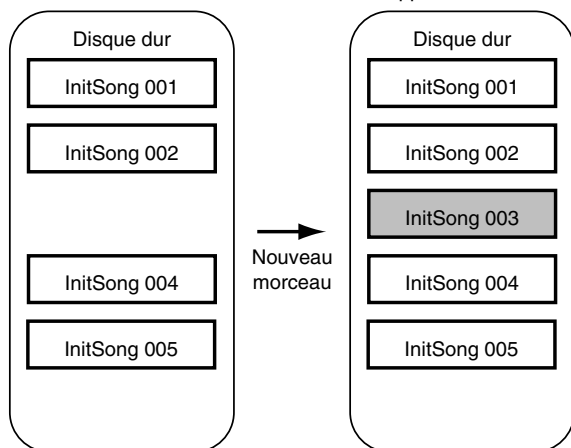 Disque dur
InitSong 001
InitSong 002
InitSong 004
InitSong 005
Nouveau
morceau
Disque dur
InitSong 001
InitSong 002
InitSong 003
InitSong 004
InitSong 005